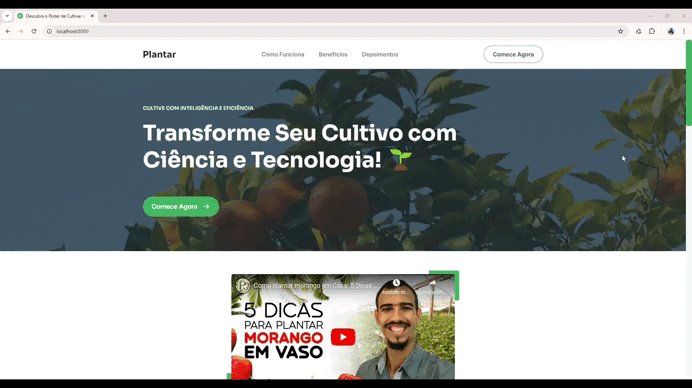 Descubra o Poder de Cultivar
localhost:8000
Plantar
Como Funciona
Benefícios
Depoimentos
Comece Agora
CULTIVE COM INTELIGÊNCIA E EFICIÊNCIA
Transforme Seu Cultivo com
Ciência e Tecnologia!
Comece Agora
Como plantar morango em Casa: 5 Dicas
5 DICAS
PARA PLANTAR
MORANGO
EM VASO